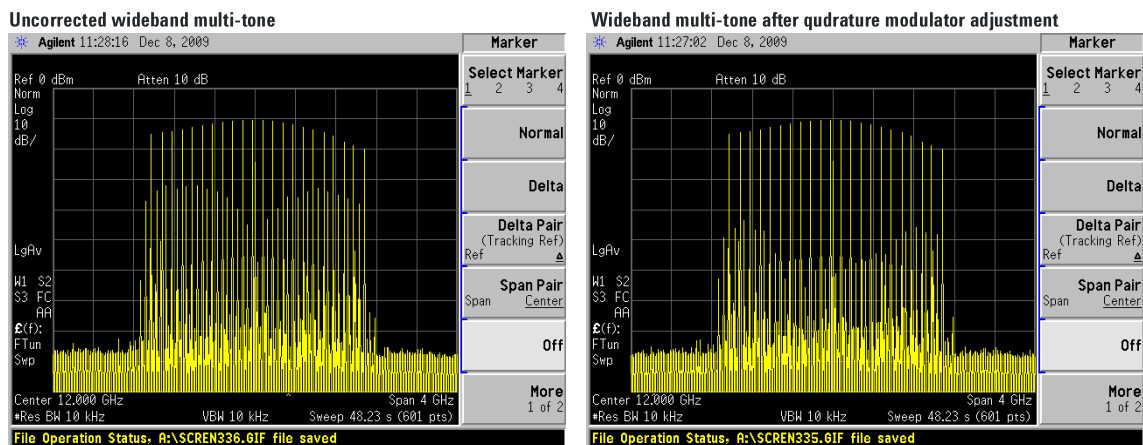 Uncorrected wideband multi-tone
Agilent 11:28:16 Dec 8, 2009
Marker
Ref 0 dBm Atten 10 dB
Norm
Log
10
dB/
LgAv
W1 S2
S3 FC
AA
£(f):
FTun
Swp
Center 12.000 GHz Span 4 GHz
#Res BW 10 kHz VBW 10 kHz Sweep 48.23 s (601 pts)
File Operation Status, A:\SCREN336.GIF file saved
Select Marker
1 2 3 4
Normal
Delta
Delta Pair
(Tracking Ref)
Ref Δ
Span Pair
Span Center
Off
More
1 of 2
Wideband multi-tone after qudrature modulator adjustment
Agilent 11:27:02 Dec 8, 2009
Marker
Ref 0 dBm Atten 10 dB
Norm
Log
10
dB/
LgAv
W1 S2
S3 FC
AA
£(f):
FTun
Swp
Center 12.000 GHz Span 4 GHz
#Res BW 10 kHz VBW 10 kHz Sweep 48.23 s (601 pts)
File Operation Status, A:\SCREN335.GIF file saved
Select Marker
1 2 3 4
Normal
Delta
Delta Pair
(Tracking Ref)
Ref Δ
Span Pair
Span Center
Off
More
1 of 2